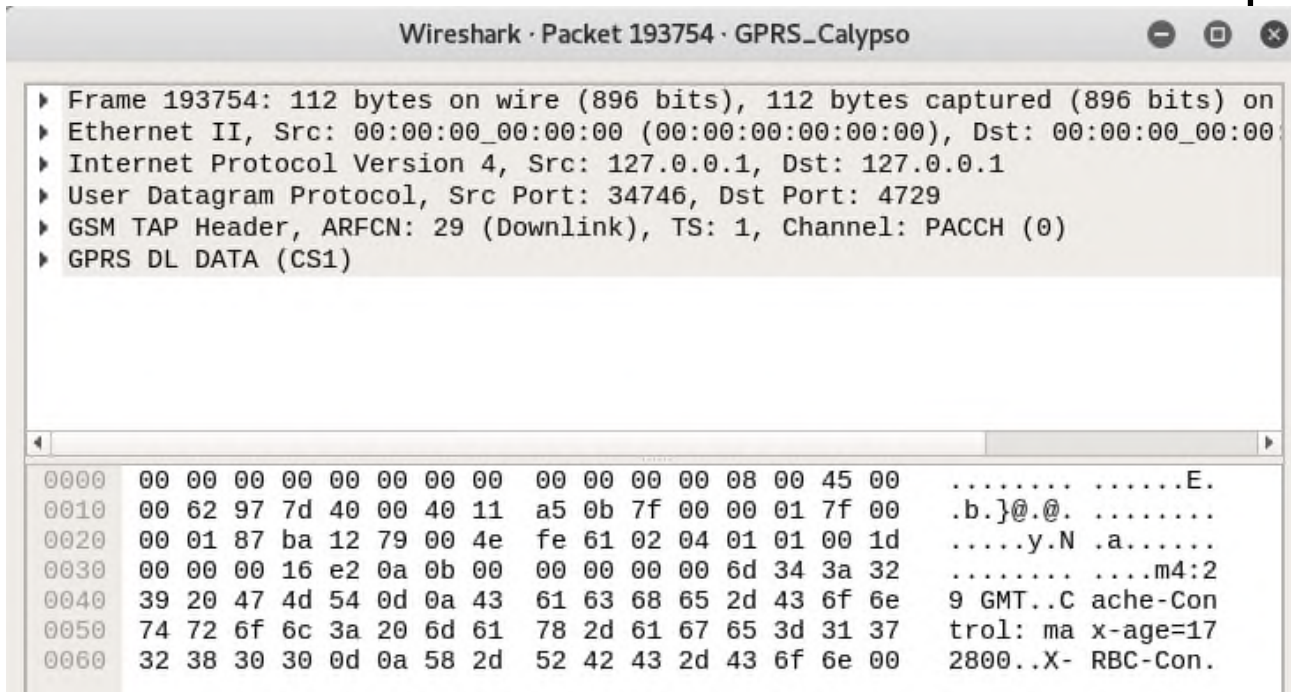 Wireshark · Packet 193754 · GPRS_Calypso
Frame 193754: 112 bytes on wire (896 bits), 112 bytes captured (896 bits) on
Ethernet II, Src: 00:00:00_00:00:00 (00:00:00:00:00:00), Dst: 00:00:00_00:00:
Internet Protocol Version 4, Src: 127.0.0.1, Dst: 127.0.0.1
User Datagram Protocol, Src Port: 34746, Dst Port: 4729
GSM TAP Header, ARFCN: 29 (Downlink), TS: 1, Channel: PACCH (0)
GPRS DL DATA (CS1)
0000 00 00 00 00 00 00 00 00 00 00 00 00 08 00 45 00 ........ ......E.
0010 00 62 97 7d 40 00 40 11 a5 0b 7f 00 00 01 7f 00 .b.}@.@. ........
0020 00 01 87 ba 12 79 00 4e fe 61 02 04 01 01 00 1d .....y.N .a......
0030 00 00 00 16 e2 0a 0b 00 00 00 00 00 6d 34 3a 32 ........ ....m4:2
0040 39 20 47 4d 54 0d 0a 43 61 63 68 65 2d 43 6f 6e 9 GMT..C ache-Con
0050 74 72 6f 6c 3a 20 6d 61 78 2d 61 67 65 3d 31 37 trol: ma x-age=17
0060 32 38 30 30 0d 0a 58 2d 52 42 43 2d 43 6f 6e 00 2800..X- RBC-Con.